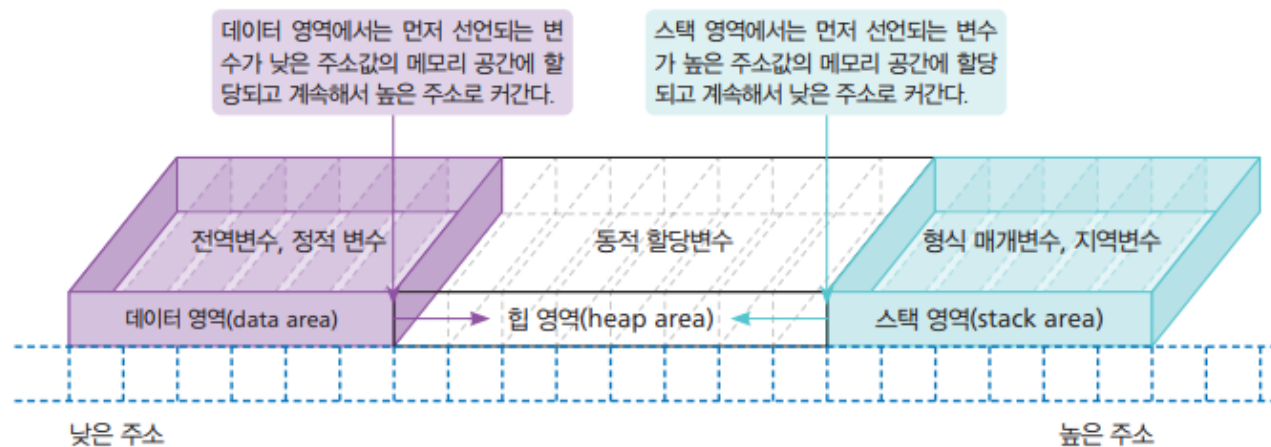 데이터 영역에서는 먼저 선언되는 변
수가 낮은 주소값의 메모리 공간에 할
당되고 계속해서 높은 주소로 커간다.
스택 영역에서는 먼저 선언되는 변수
가 높은 주소값의 메모리 공간에 할당
되고 계속해서 낮은 주소로 커간다.
전역변수, 정적 변수
동적 할당변수
형식 매개변수, 지역변수
데이터 영역(data area)
힙 영역(heap area)
스택 영역(stack area)
낮은 주소
높은 주소